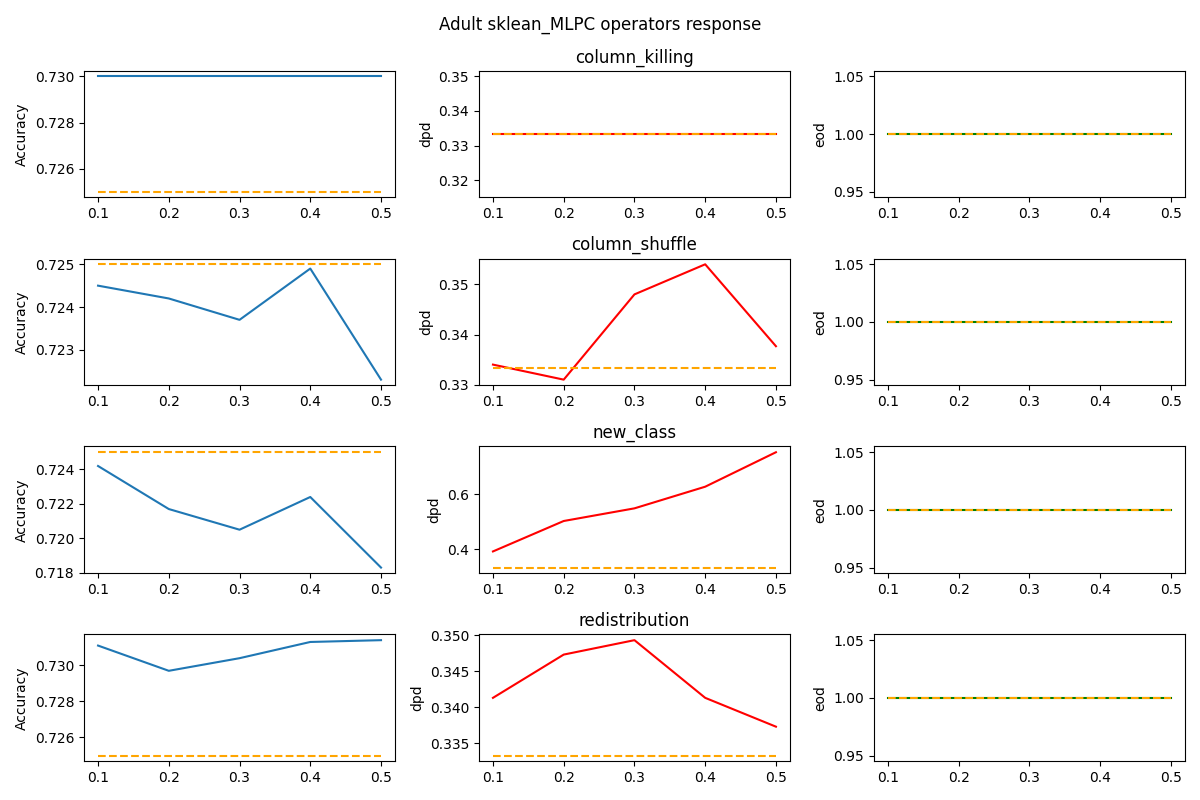 Adult sklean_MLPC operators response
column_killing
0.730
0.728
0.726
Accuracy
0.1 0.2 0.3 0.4 0.5
0.35
0.34
0.33
0.32
dpd
0.1 0.2 0.3 0.4 0.5
1.05
1.00
0.95
eod
0.1 0.2 0.3 0.4 0.5
column_shuffle
0.725
0.724
0.723
Accuracy
0.1 0.2 0.3 0.4 0.5
0.35
0.34
0.33
dpd
0.1 0.2 0.3 0.4 0.5
1.05
1.00
0.95
eod
0.1 0.2 0.3 0.4 0.5
new_class
0.724
0.722
0.720
0.718
Accuracy
0.1 0.2 0.3 0.4 0.5
0.6
0.4
dpd
0.1 0.2 0.3 0.4 0.5
1.05
1.00
0.95
eod
0.1 0.2 0.3 0.4 0.5
redistribution
0.730
0.728
0.726
Accuracy
0.1 0.2 0.3 0.4 0.5
0.350
0.345
0.340
0.335
dpd
0.1 0.2 0.3 0.4 0.5
1.05
1.00
0.95
eod
0.1 0.2 0.3 0.4 0.5